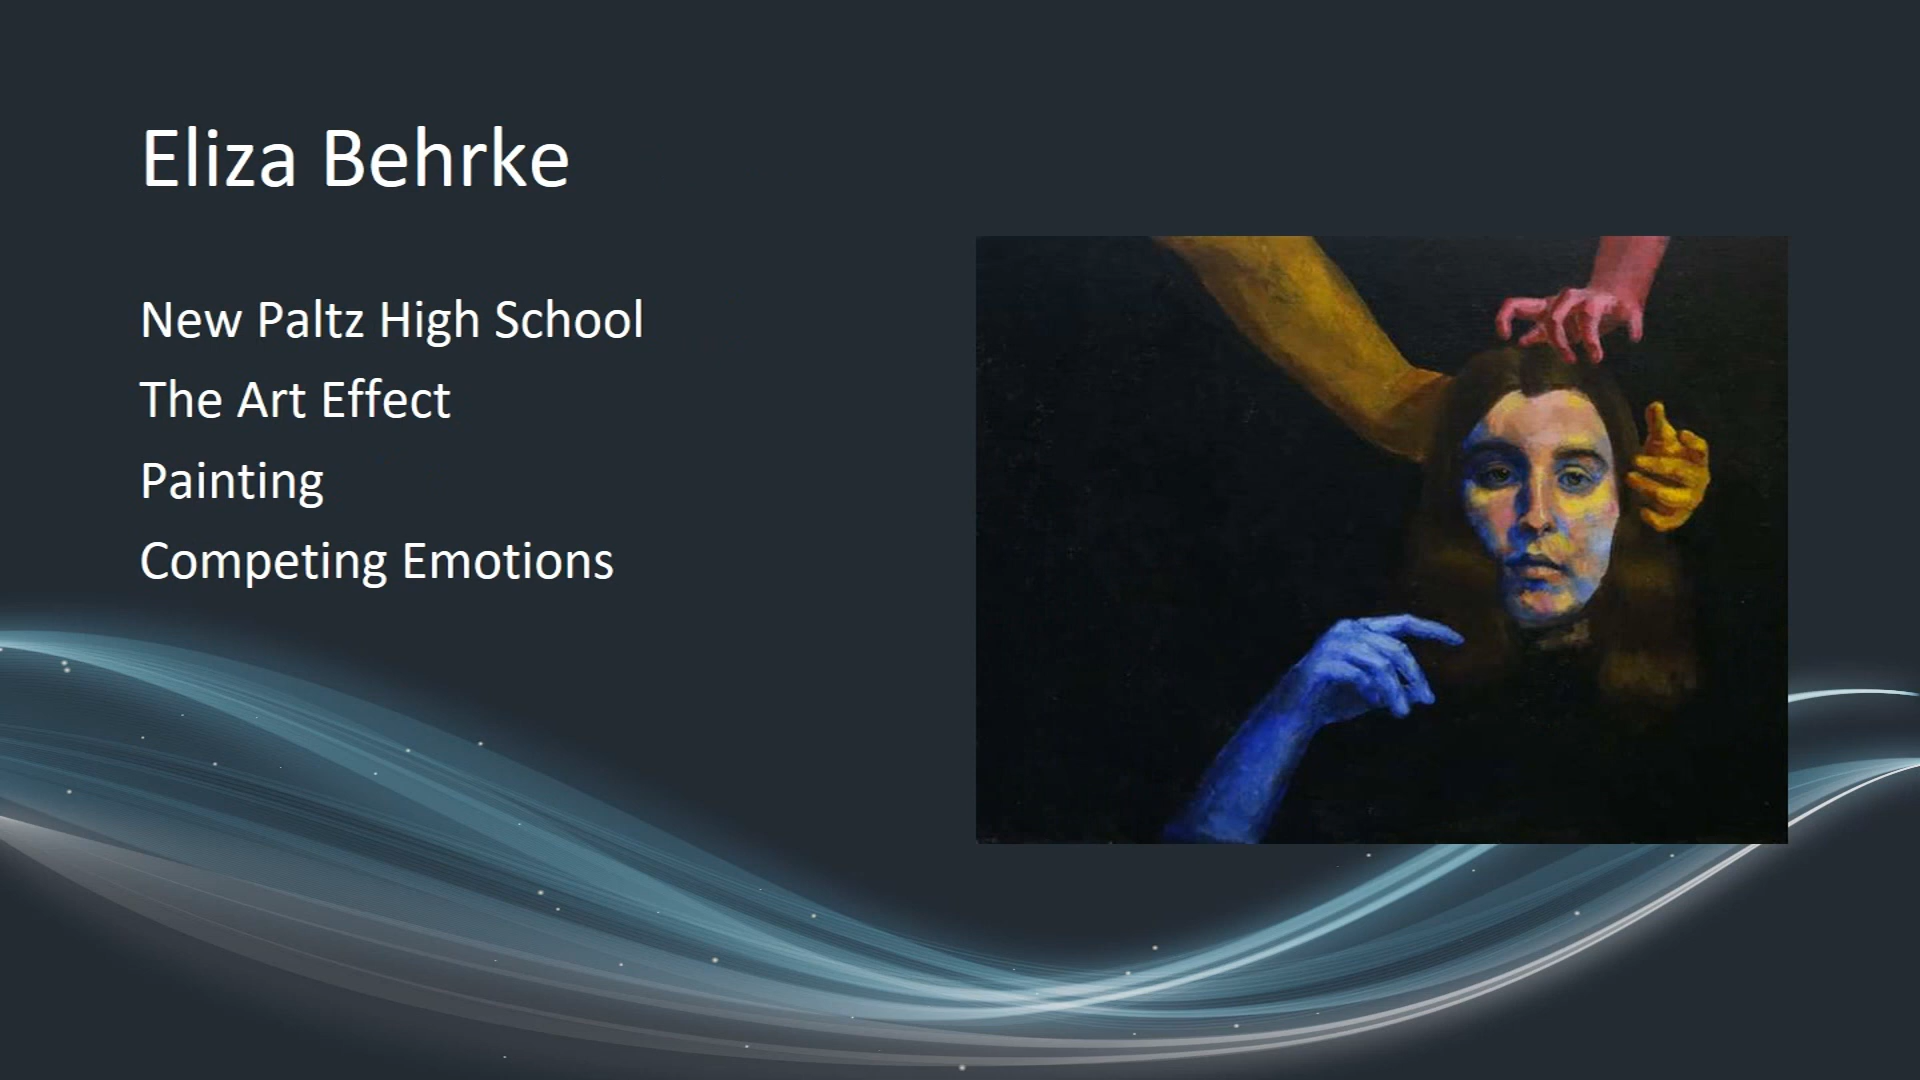 Eliza Behrke
New Paltz High School
The Art Effect
Painting
Competing Emotions